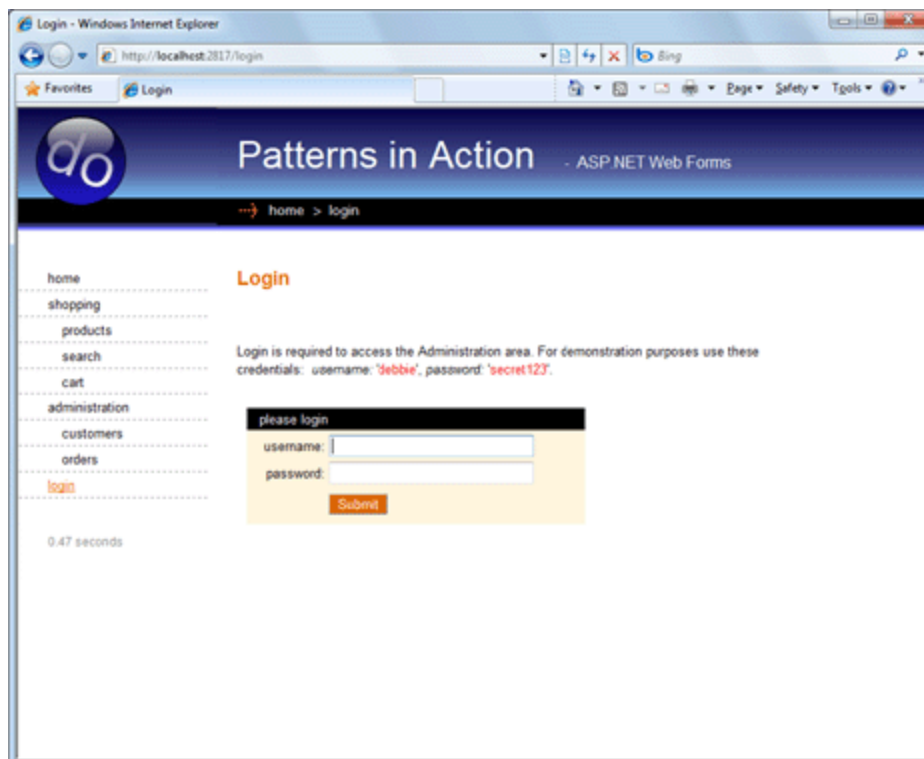 Login - Windows Internet Explorer
http://localhest:2817/login
Bing
Favorites
Login
Page
Safety
Tools
do
Patterns in Action - ASP.NET Web Forms
home > login
home
shopping
products
search
cart
administration
customers
orders
login
0.47 seconds
Login
Login is required to access the Administration area. For demonstration purposes use these
credentials: username: 'debbie', password: 'secret123'.
please login
username:
password:
Submit